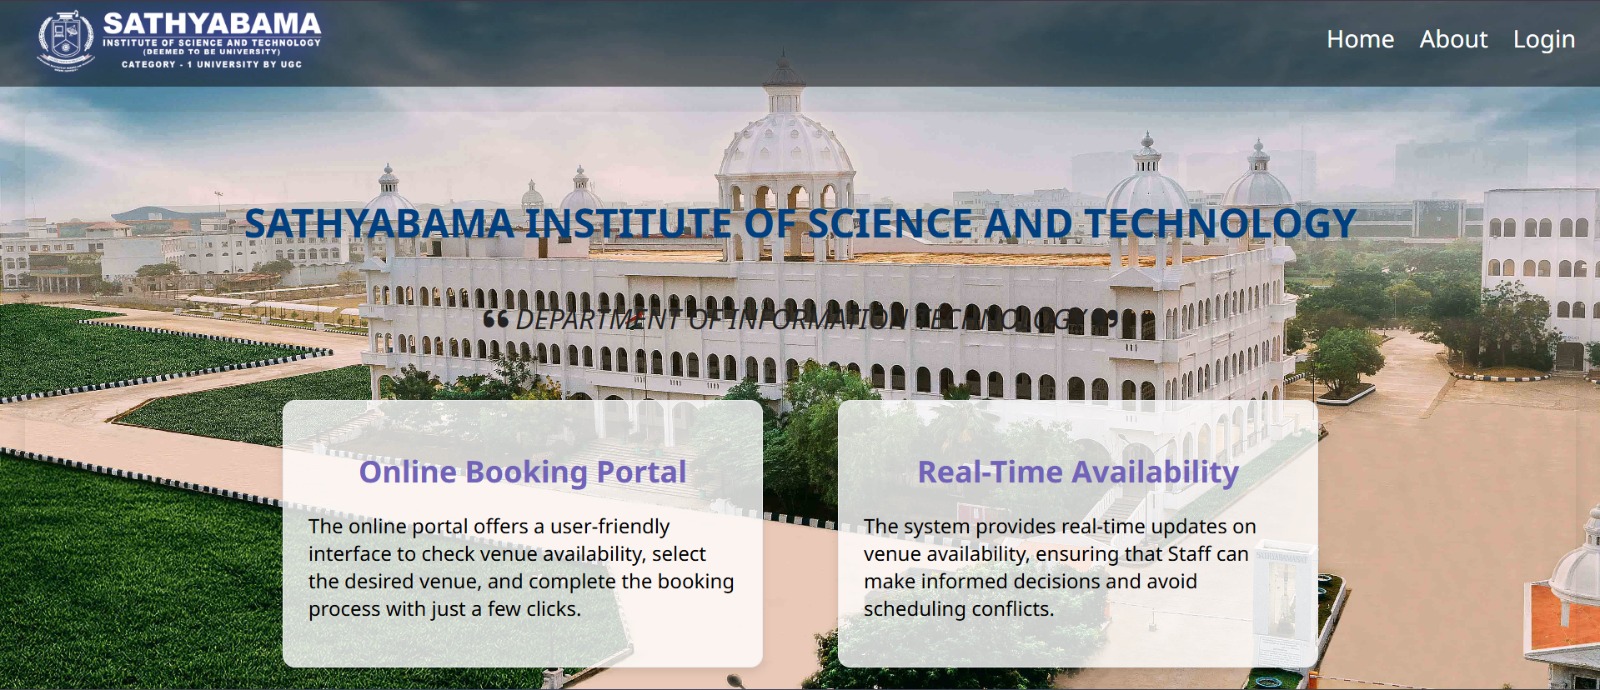 SATHYABAMA
INSTITUTE OF SCIENCE AND TECHNOLOGY
(DEEMED TO BE UNIVERSITY)
CATEGORY - 1 UNIVERSITY BY UGC
Home About Login
SATHYABAMA INSTITUTE OF SCIENCE AND TECHNOLOGY
❝ DEPARTMENT OF INFORMATION TECHNOLOGY ❞
Online Booking Portal
The online portal offers a user-friendly
interface to check venue availability, select
the desired venue, and complete the booking
process with just a few clicks.
Real-Time Availability
The system provides real-time updates on
venue availability, ensuring that Staff can
make informed decisions and avoid
scheduling conflicts.